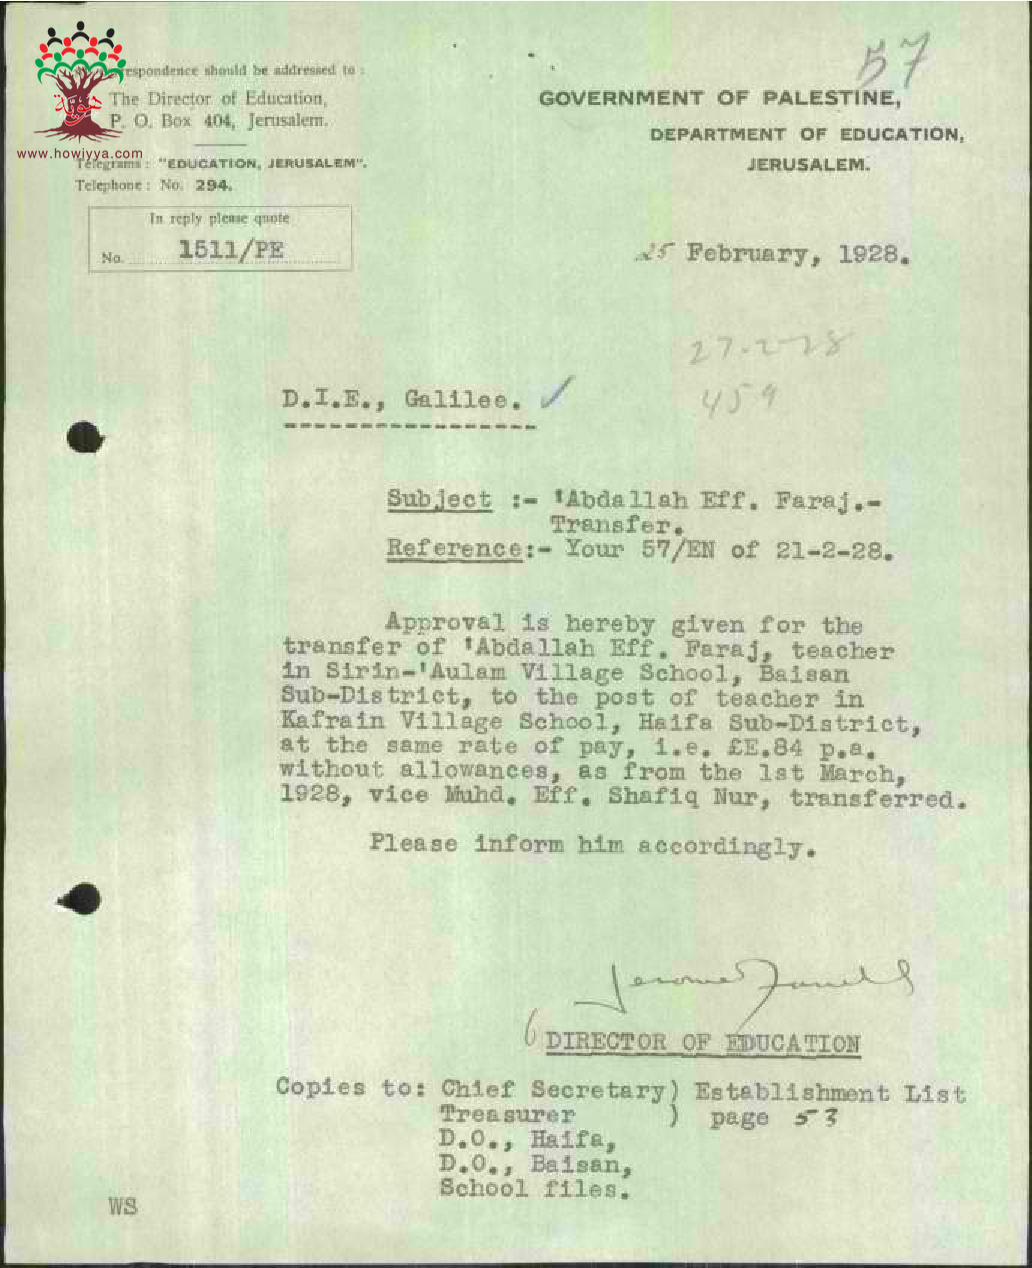 57
respondence should be addressed to :
The Director of Education,
P. O. Box 404, Jerusalem.
www.howiyya.com
Telegrams : "EDUCATION, JERUSALEM".
Telephone : No. 294.
In reply please quote
No. 1511/PE
GOVERNMENT OF PALESTINE,
DEPARTMENT OF EDUCATION,
JERUSALEM.
25 February, 1928.
27-2-28
459
D.I.E., Galilee.
Subject :- 'Abdallah Eff. Faraj.-
Transfer.
Reference:- Your 57/EN of 21-2-28.
Approval is hereby given for the
transfer of 'Abdallah Eff. Faraj, teacher
in Sirin-'Aulam Village School, Baisan
Sub-District, to the post of teacher in
Kafrain Village School, Haifa Sub-District,
at the same rate of pay, i.e. £E.84 p.a.
without allowances, as from the 1st March,
1928, vice Muhd. Eff. Shafiq Nur, transferred.
Please inform him accordingly.
Jerome Farrell
DIRECTOR OF EDUCATION
Copies to: Chief Secretary) Establishment List
Treasurer ) page 53
D.O., Haifa,
D.O., Baisan,
School files.
WS